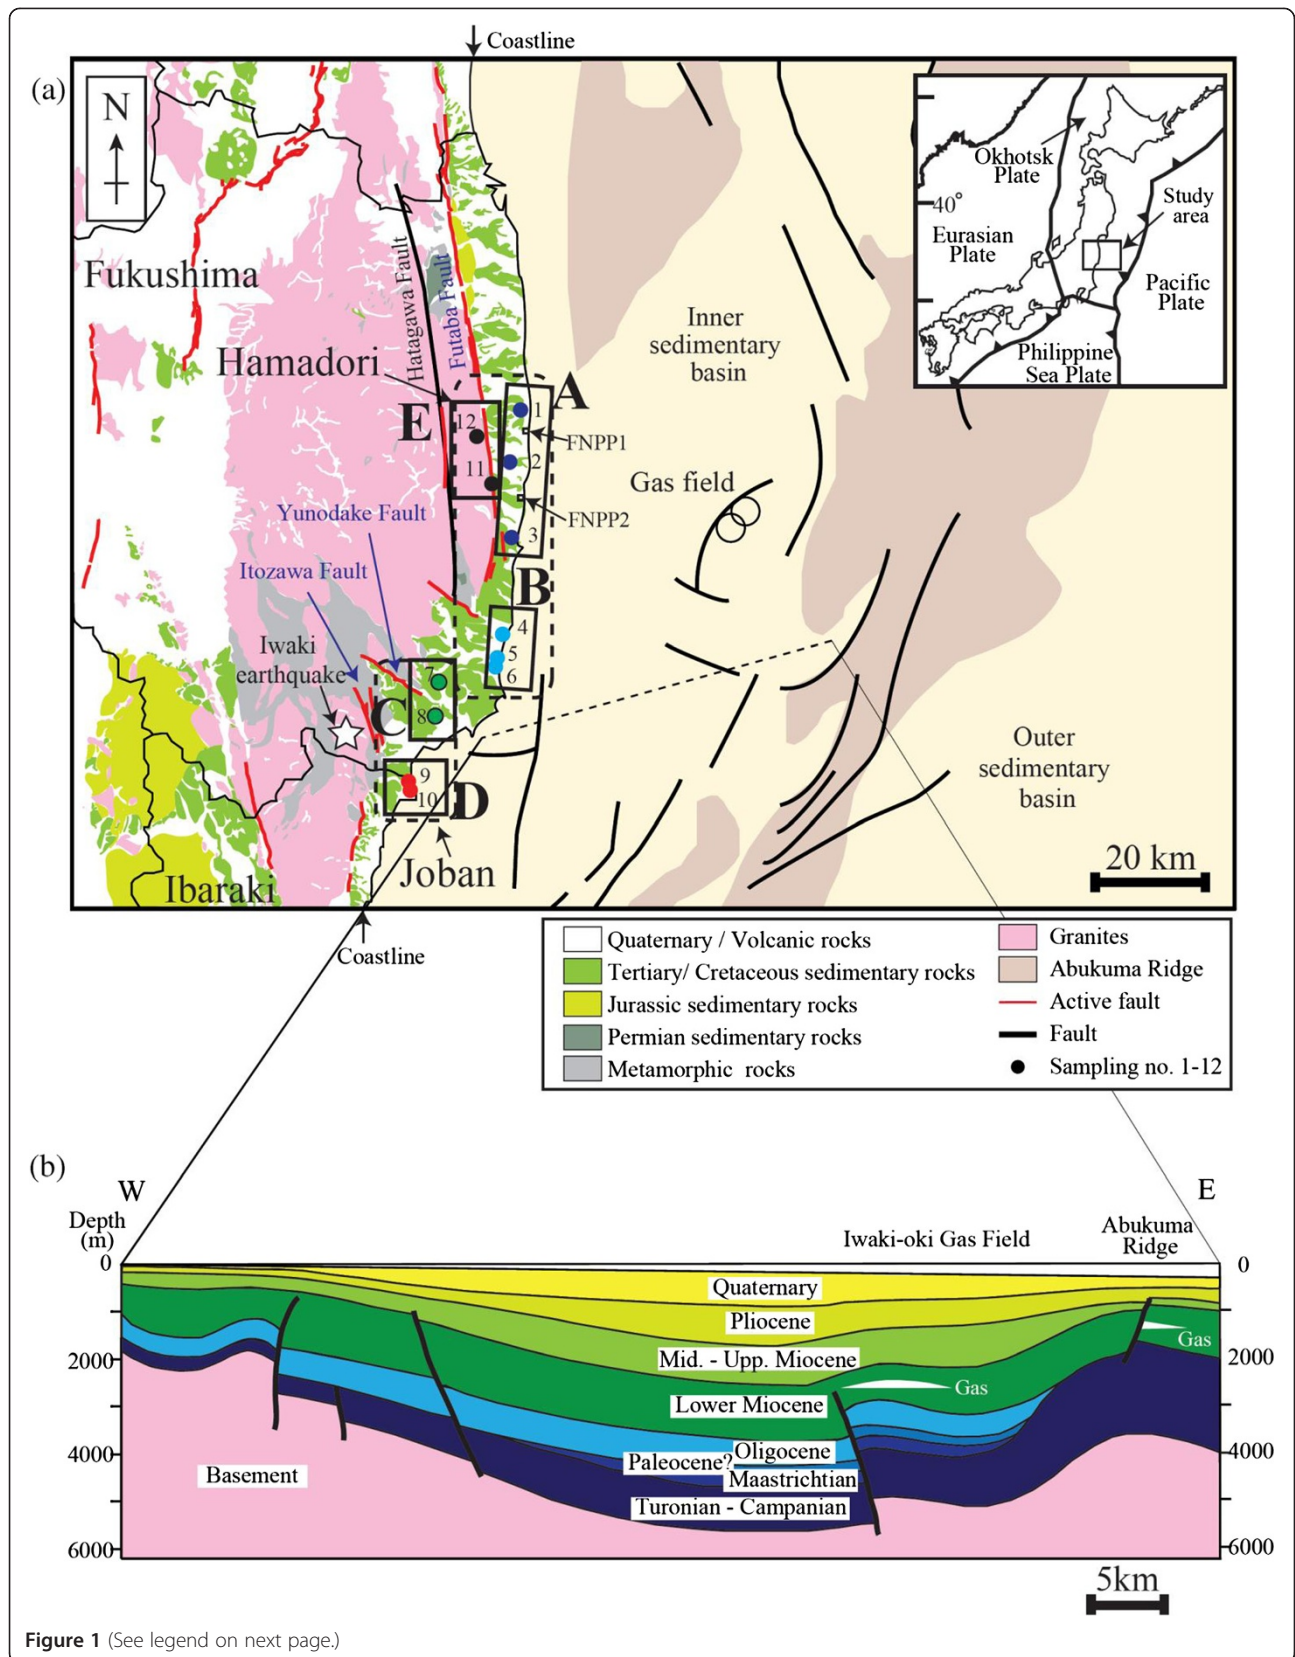 Coastline
(a)
N
Okhotsk
Plate
Study
area
40°
Eurasian
Plate
Pacific
Plate
Philippine
Sea Plate
Fukushima
Hatagawa Fault
Futaba Fault
Inner
sedimentary
basin
Hamadori
A
E
12
1
FNPP1
2
11
Gas field
FNPP2
Yunodake Fault
3
Itozawa Fault
B
4
Iwaki
earthquake
5
6
7
C
8
Outer
sedimentary
basin
9
10
D
Joban
20 km
Ibaraki
Coastline
Quaternary / Volcanic rocks
Tertiary/ Cretaceous sedimentary rocks
Jurassic sedimentary rocks
Permian sedimentary rocks
Metamorphic rocks
Granites
Abukuma Ridge
Active fault
Fault
Sampling no. 1-12
(b)
W
E
Depth
(m)
Iwaki-oki Gas Field
Abukuma
Ridge
0
0
Quaternary
Pliocene
Gas
Mid. - Upp. Miocene
2000
2000
Gas
Lower Miocene
Oligocene
4000
4000
Paleocene?
Basement
Maastrichtian
Turonian - Campanian
6000
6000
5km
Figure 1 (See legend on next page.)